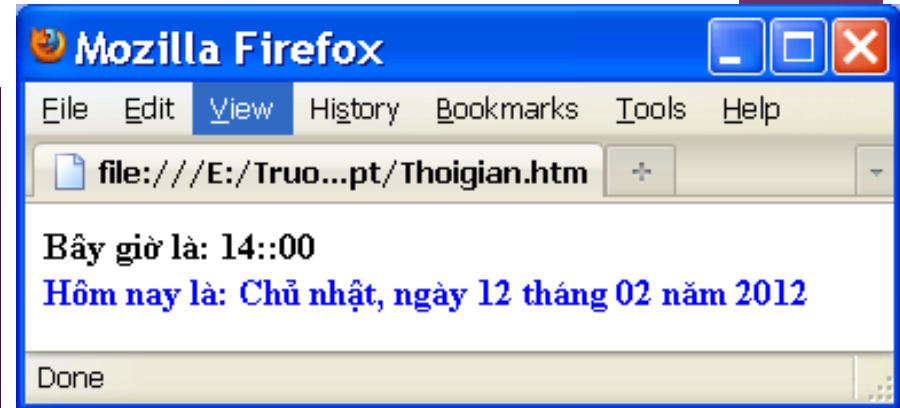 Mozilla Firefox
File Edit View History Bookmarks Tools Help
file:///E:/Truo...pt/Thoigian.htm
Bây giờ là: 14::00
Hôm nay là: Chủ nhật, ngày 12 tháng 02 năm 2012
Done